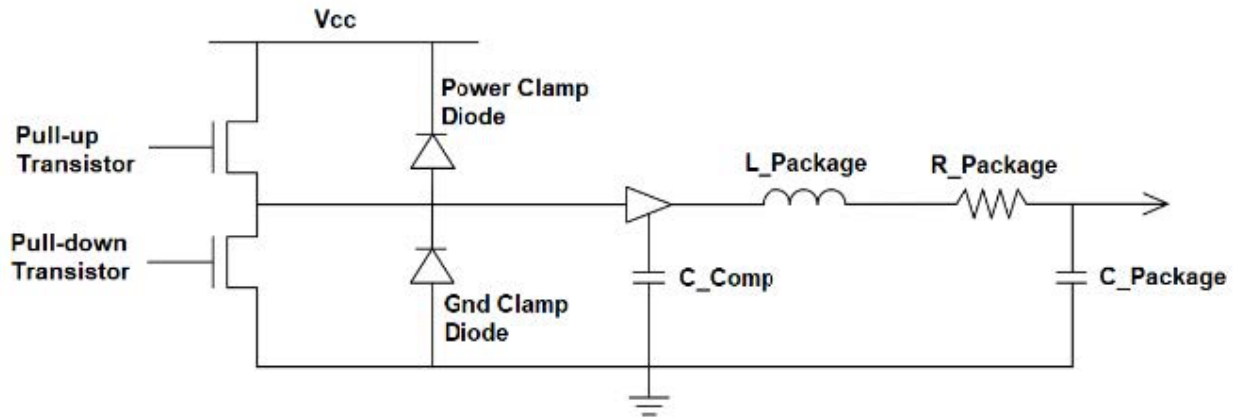 Vcc
Power Clamp
Diode
Pull-up
Transistor
L_Package
R_Package
Pull-down
Transistor
C_Comp
C_Package
Gnd Clamp
Diode